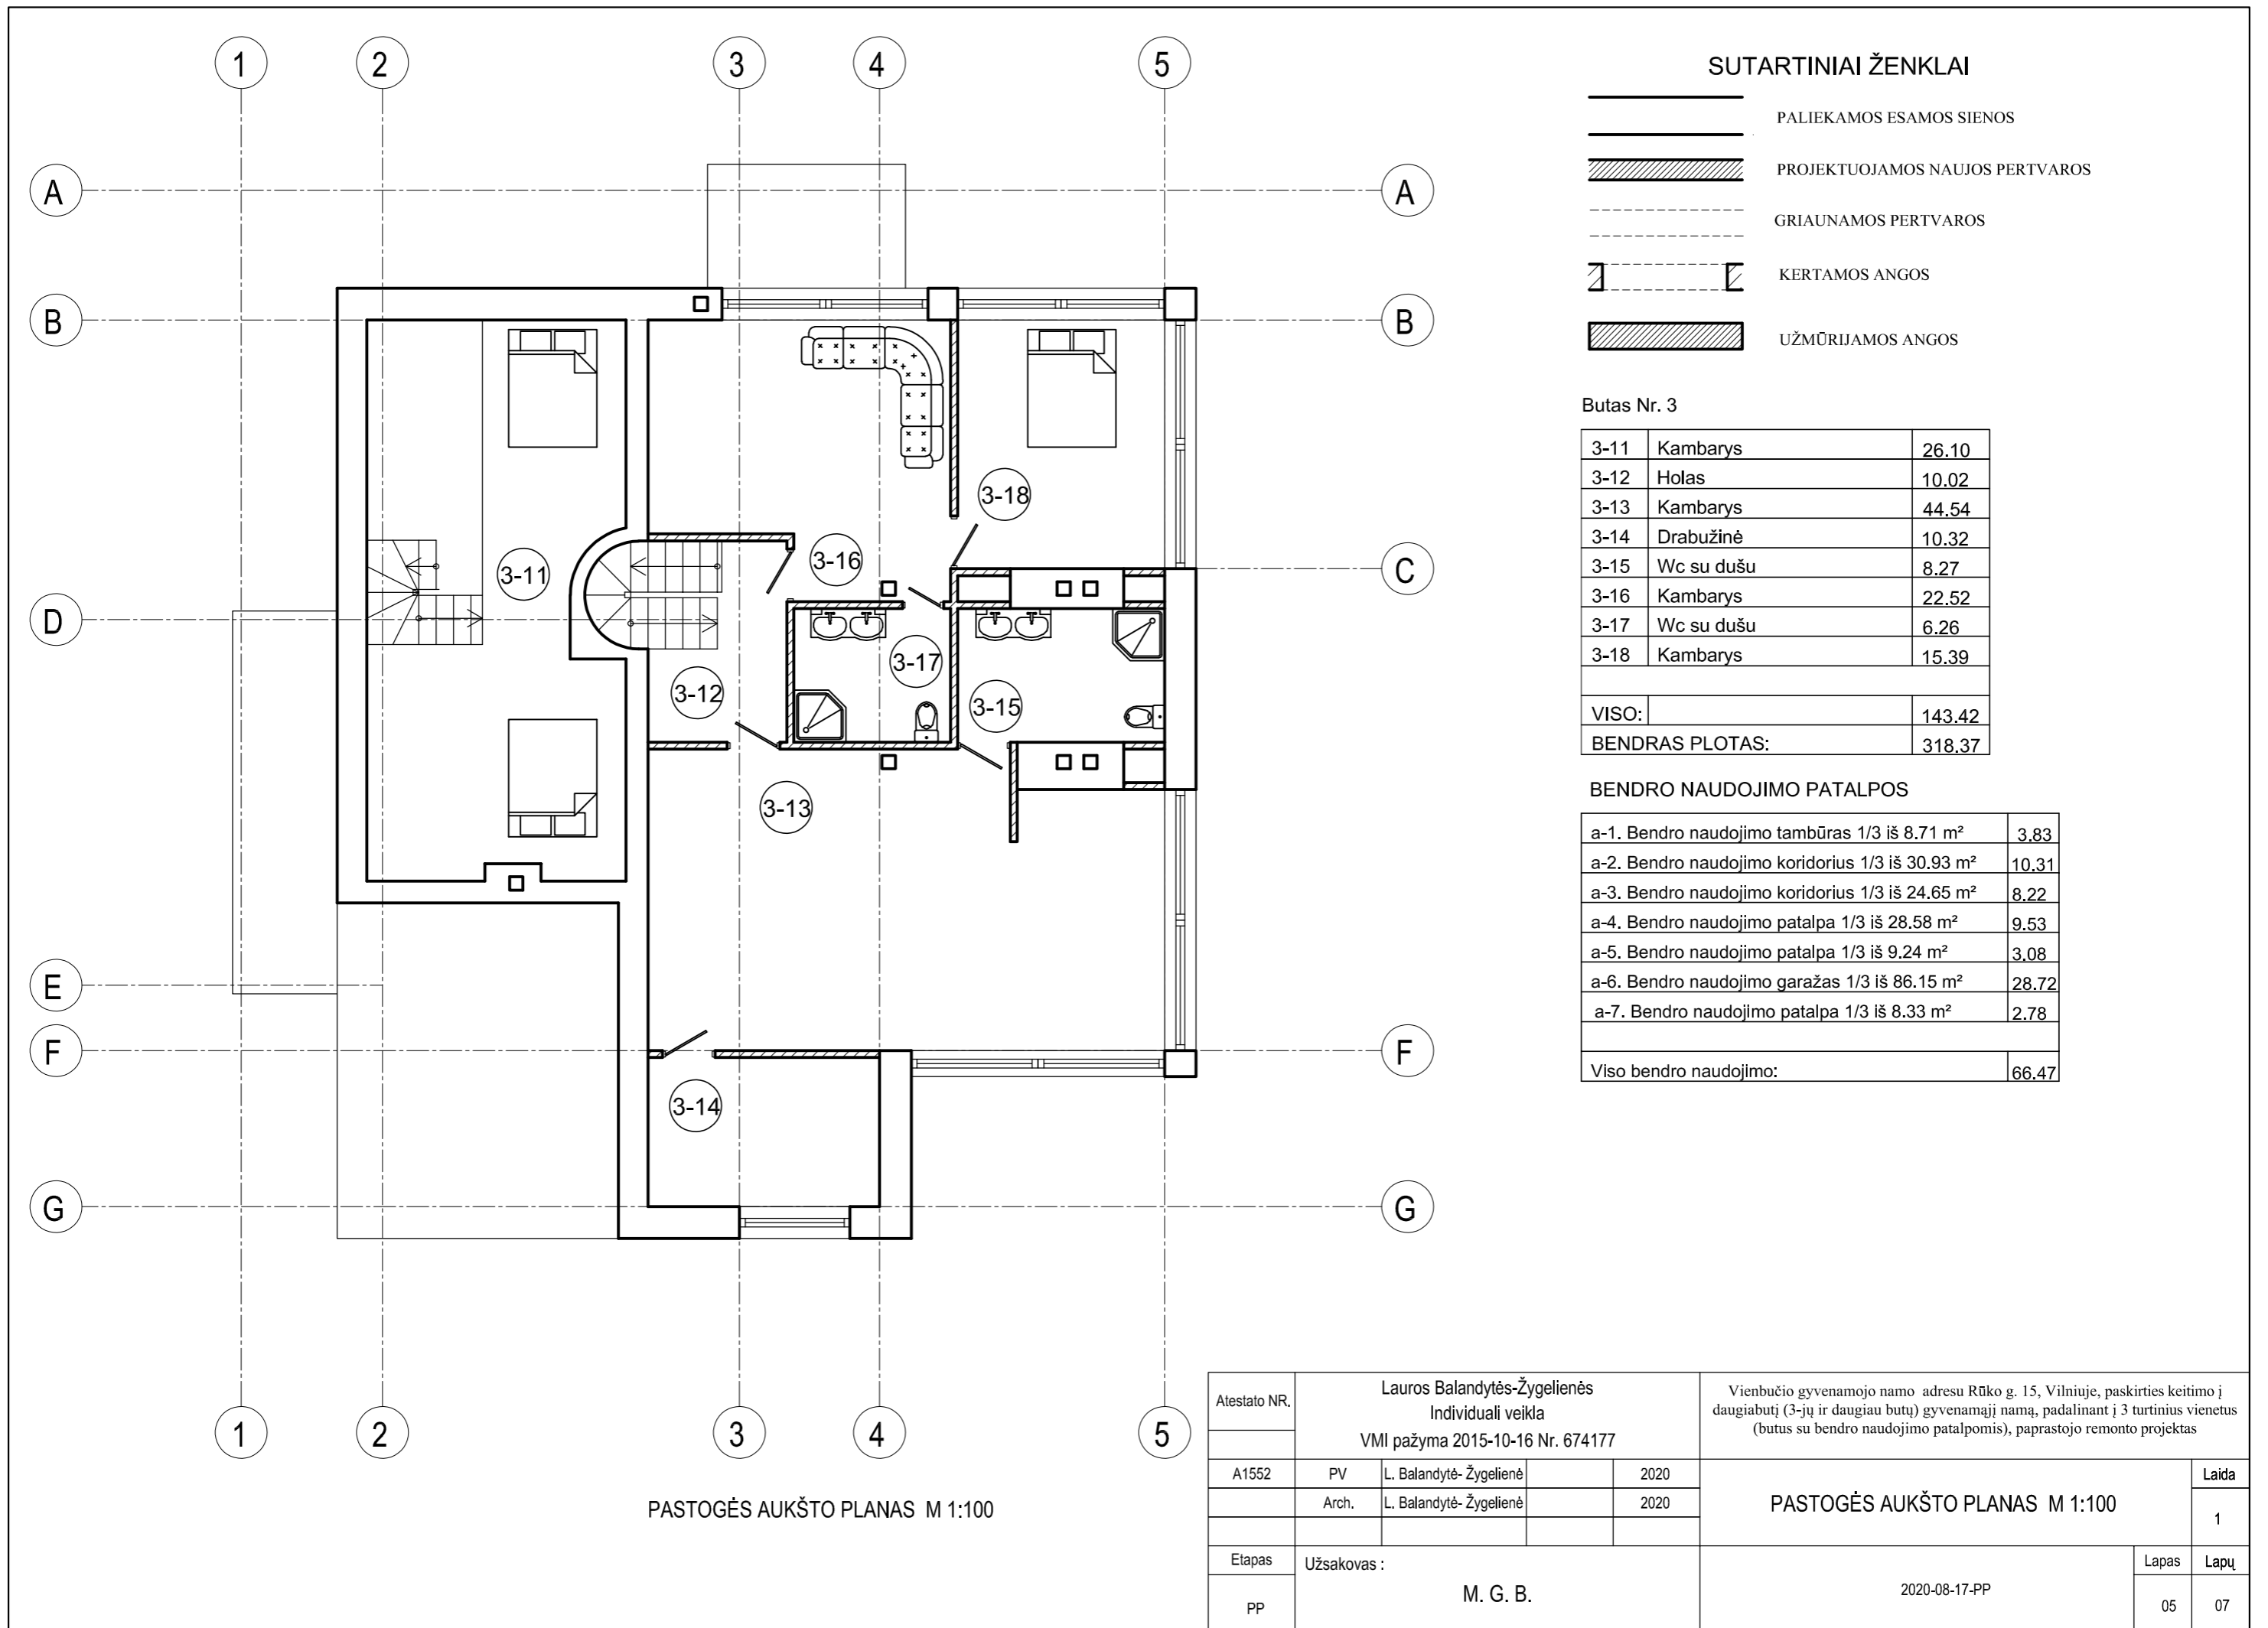 1 2 3 4 5
A A
B B
C
D
E
F F
G G
1 2 3 4 5
3-11
3-16
3-18
3-12
3-17
3-15
3-13
3-14
PASTOGĖS AUKŠTO PLANAS M 1:100
SUTARTINIAI ŽENKLAI
PALIEKAMOS ESAMOS SIENOS
PROJEKTUOJAMOS NAUJOS PERTVAROS
GRIAUNAMOS PERTVAROS
KERTAMOS ANGOS
UŽMŪRIJAMOS ANGOS
Butas Nr. 3
3-11 Kambarys 26.10
3-12 Holas 10.02
3-13 Kambarys 44.54
3-14 Drabužinė 10.32
3-15 Wc su dušu 8.27
3-16 Kambarys 22.52
3-17 Wc su dušu 6.26
3-18 Kambarys 15.39
VISO: 143.42
BENDRAS PLOTAS: 318.37
BENDRO NAUDOJIMO PATALPOS
a-1. Bendro naudojimo tambūras 1/3 iš 8.71 m² 3.83
a-2. Bendro naudojimo koridorius 1/3 iš 30.93 m² 10.31
a-3. Bendro naudojimo koridorius 1/3 iš 24.65 m² 8.22
a-4. Bendro naudojimo patalpa 1/3 iš 28.58 m² 9.53
a-5. Bendro naudojimo patalpa 1/3 iš 9.24 m² 3.08
a-6. Bendro naudojimo garažas 1/3 iš 86.15 m² 28.72
a-7. Bendro naudojimo patalpa 1/3 iš 8.33 m² 2.78
Viso bendro naudojimo: 66.47
Atestato NR.
Lauros Balandytės-Žygelienės
Individuali veikla
VMI pažyma 2015-10-16 Nr. 674177
Vienbučio gyvenamojo namo adresu Rūko g. 15, Vilniuje, paskirties keitimo į
daugiabutį (3-jų ir daugiau butų) gyvenamąjį namą, padalinant į 3 turtinius vienetus
(butus su bendro naudojimo patalpomis), paprastojo remonto projektas
A1552 PV L. Balandytė- Žygelienė 2020
Arch. L. Balandytė- Žygelienė 2020
PASTOGĖS AUKŠTO PLANAS M 1:100
Laida
1
Etapas
PP
Užsakovas :
M. G. B.
2020-08-17-PP
Lapas Lapų
05 07